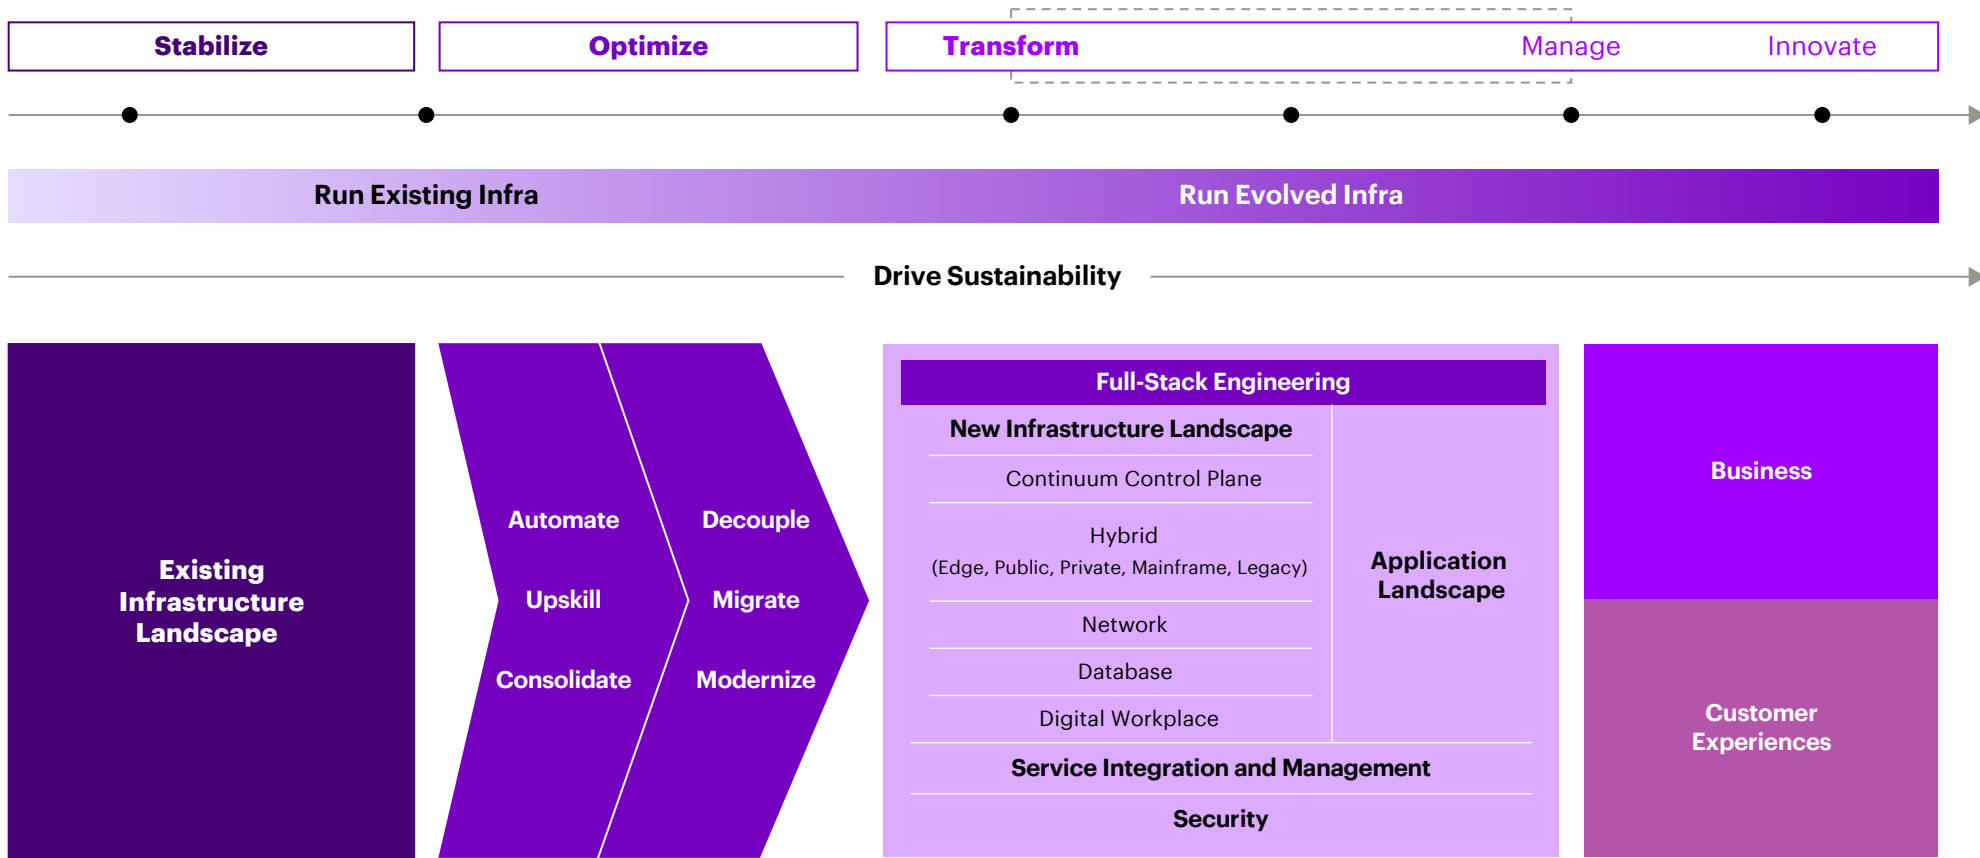 Stabilize
Optimize
Transform
Manage
Innovate
Run Existing Infra
Run Evolved Infra
Drive Sustainability
Existing
Infrastructure
Landscape
Automate
Upskill
Consolidate
Decouple
Migrate
Modernize
Full-Stack Engineering
New Infrastructure Landscape
Continuum Control Plane
Hybrid
(Edge, Public, Private, Mainframe, Legacy)
Network
Database
Digital Workplace
Application
Landscape
Service Integration and Management
Security
Business
Customer
Experiences